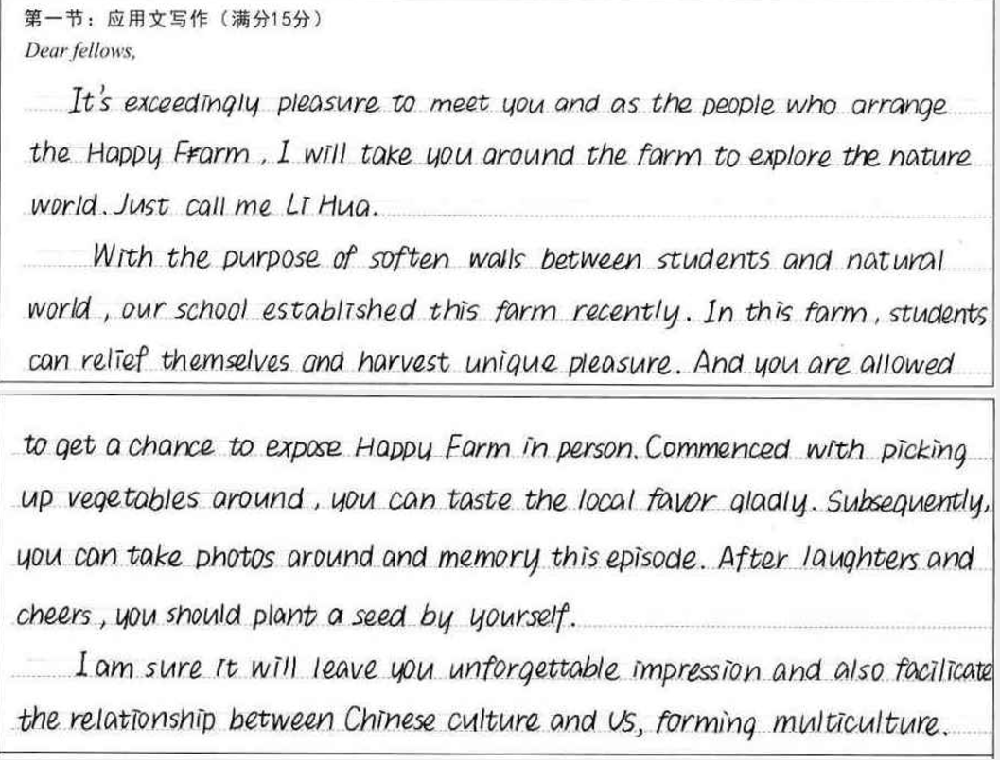 第一节：应用文写作（满分15分）
Dear fellows,
It's exceedingly pleasure to meet you and as the people who arrange
the Happy Farm, I will take you around the farm to explore the nature
world. Just call me Li Hua.
With the purpose of soften walls between students and natural
world, our school established this farm recently. In this farm, students
can relief themselves and harvest unique pleasure. And you are allowed
to get a chance to expose Happy Farm in person. Commenced with picking
up vegetables around, you can taste the local favor gladly. Subsequently,
you can take photos around and memory this episode. After laughters and
cheers, you should plant a seed by yourself.
I am sure it will leave you unforgettable impression and also facilicate
the relationship between Chinese culture and US, forming multiculture.